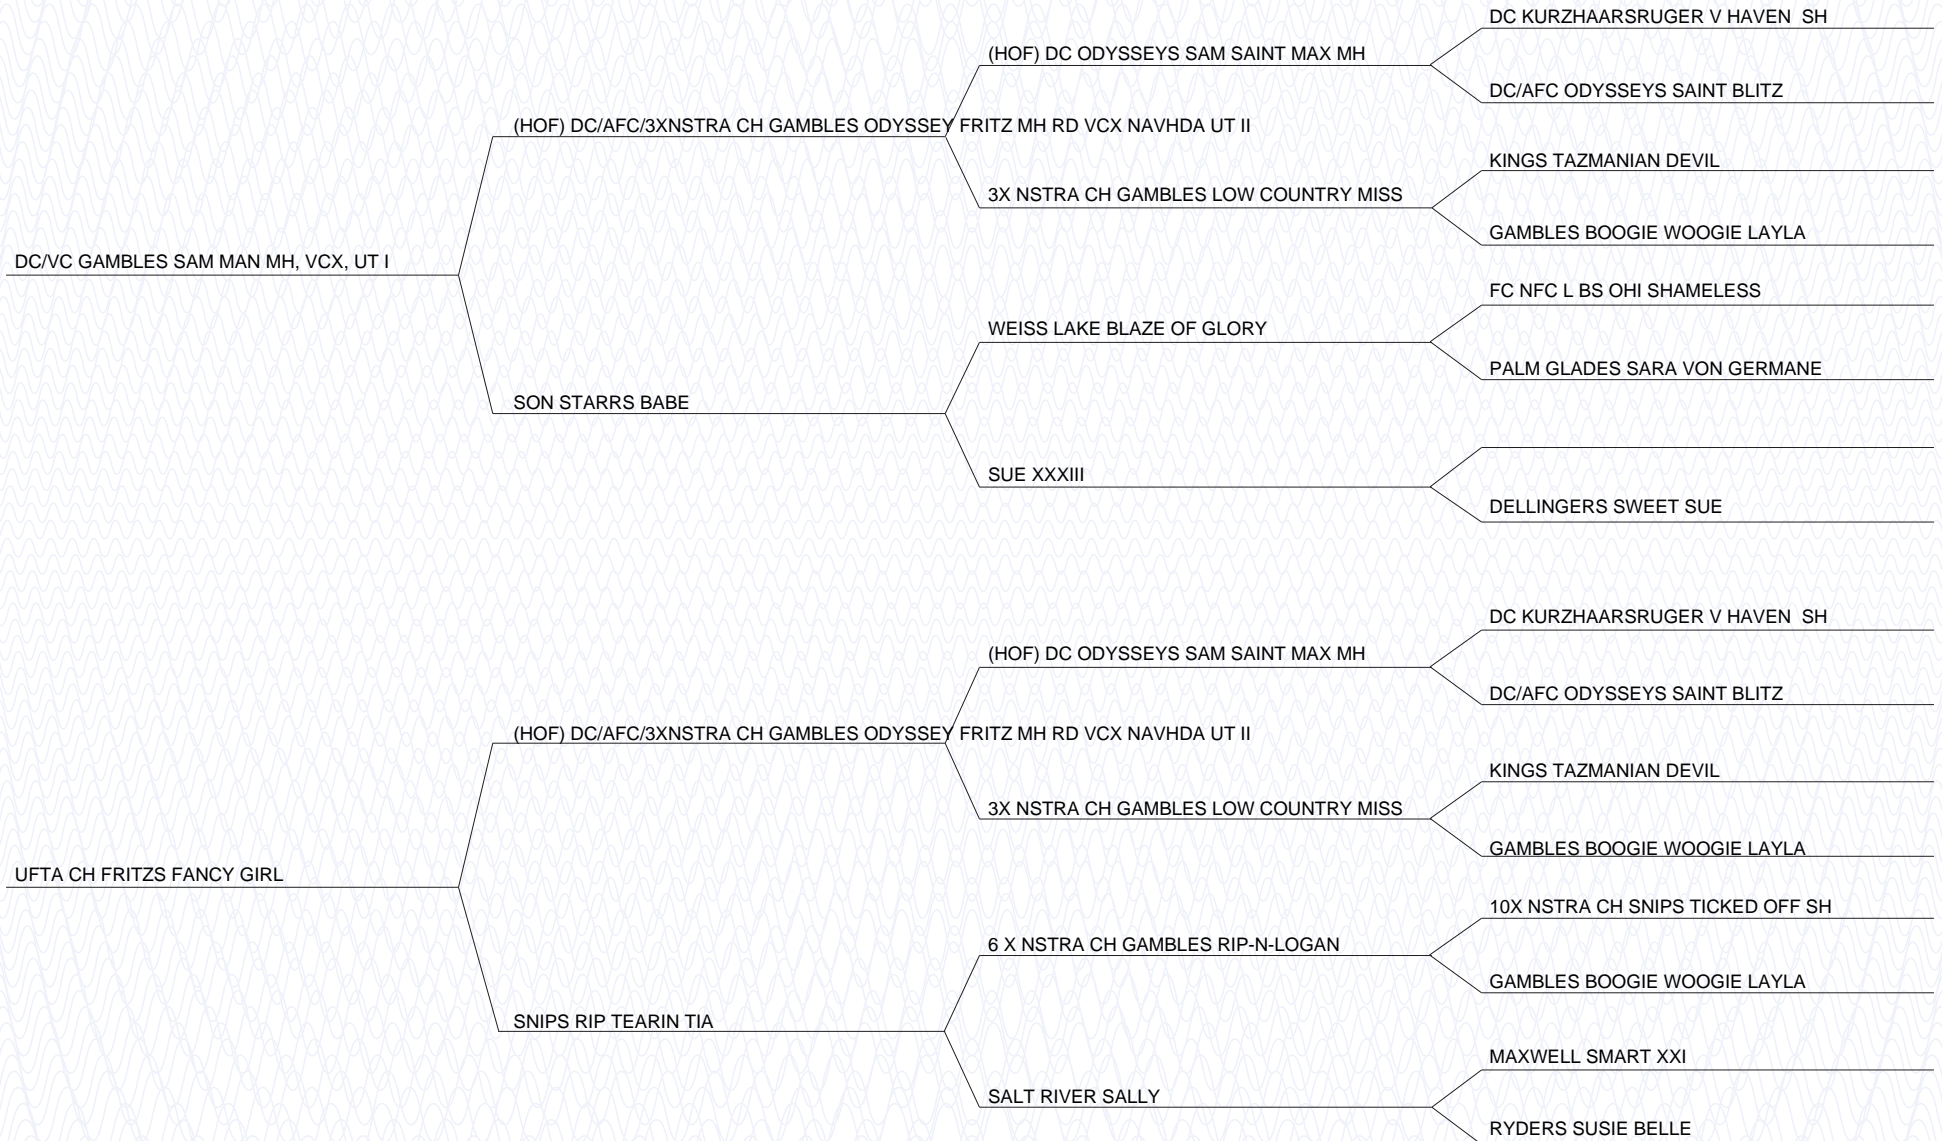 DC KURZHAARSRUGER V HAVEN  SH
(HOF) DC ODYSSEYS SAM SAINT MAX MH
DC/AFC ODYSSEYS SAINT BLITZ
(HOF) DC/AFC/3XNSTRA CH GAMBLES ODYSSEY FRITZ MH RD VCX NAVHDA UT II
KINGS TAZMANIAN DEVIL
3X NSTRA CH GAMBLES LOW COUNTRY MISS
GAMBLES BOOGIE WOOGIE LAYLA
DC/VC GAMBLES SAM MAN MH, VCX, UT I
FC NFC L BS OHI SHAMELESS
WEISS LAKE BLAZE OF GLORY
PALM GLADES SARA VON GERMANE
SON STARRS BABE
SUE XXXIII
DELLINGERS SWEET SUE
DC KURZHAARSRUGER V HAVEN  SH
(HOF) DC ODYSSEYS SAM SAINT MAX MH
DC/AFC ODYSSEYS SAINT BLITZ
(HOF) DC/AFC/3XNSTRA CH GAMBLES ODYSSEY FRITZ MH RD VCX NAVHDA UT II
KINGS TAZMANIAN DEVIL
3X NSTRA CH GAMBLES LOW COUNTRY MISS
GAMBLES BOOGIE WOOGIE LAYLA
UFTA CH FRITZS FANCY GIRL
10X NSTRA CH SNIPS TICKED OFF SH
6 X NSTRA CH GAMBLES RIP-N-LOGAN
GAMBLES BOOGIE WOOGIE LAYLA
SNIPS RIP TEARIN TIA
MAXWELL SMART XXI
SALT RIVER SALLY
RYDERS SUSIE BELLE